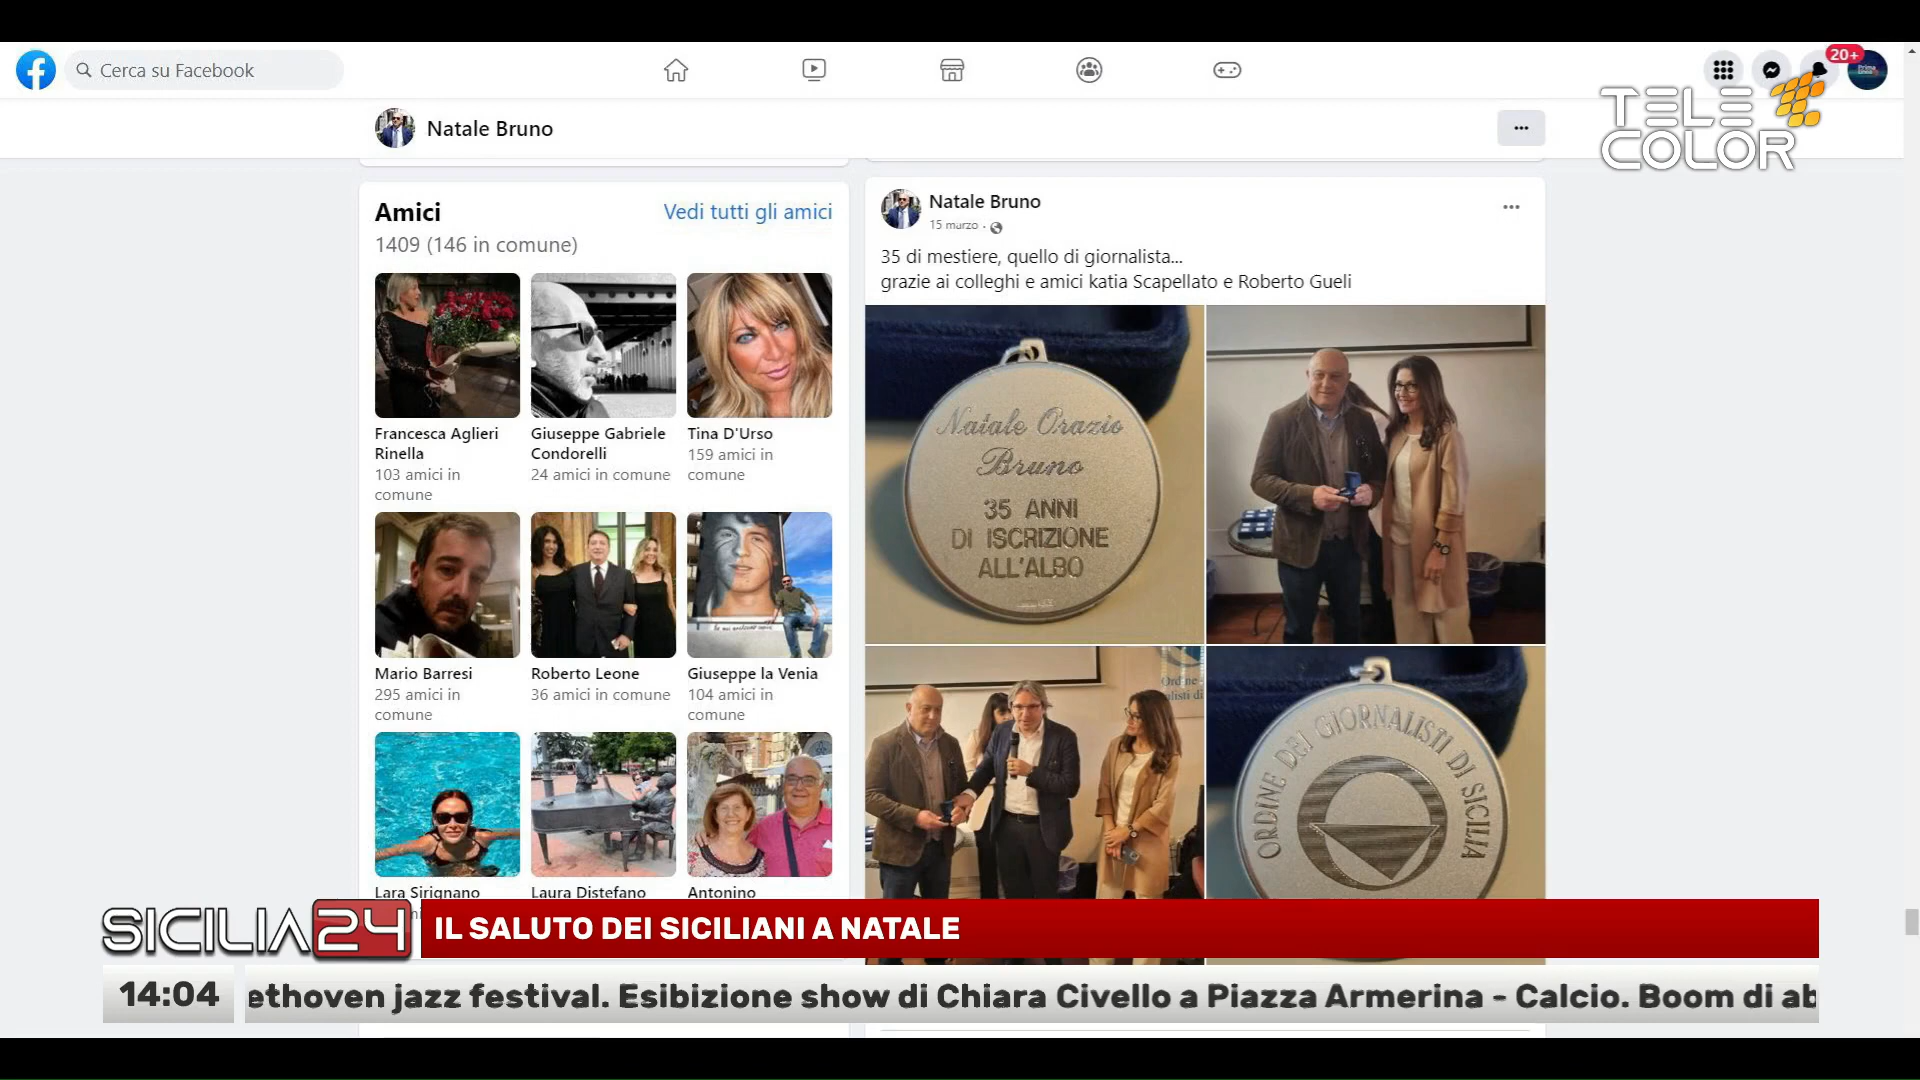 Cerca su Facebook
20+
TELE
COLOR
Natale Bruno
Amici
Vedi tutti gli amici
1409 (146 in comune)
Francesca Aglieri
Rinella
103 amici in
comune
Giuseppe Gabriele
Condorelli
24 amici in comune
Tina D'Urso
159 amici in
comune
Mario Barresi
295 amici in
comune
Roberto Leone
36 amici in comune
Giuseppe la Venia
104 amici in
comune
Lara Sirignano
Laura Distefano
Antonino
Natale Bruno
15 marzo
35 di mestiere, quello di giornalista...
grazie ai colleghi e amici katia Scapellato e Roberto Gueli
Natale Orazio
Bruno
35 ANNI
DI ISCRIZIONE
ALL'ALBO
Ordine
ORDINE DEI GIORNALISTI DI SICILIA
SICILIA24
IL SALUTO DEI SICILIANI A NATALE
14:04
ethoven jazz festival. Esibizione show di Chiara Civello a Piazza Armerina - Calcio. Boom di ab